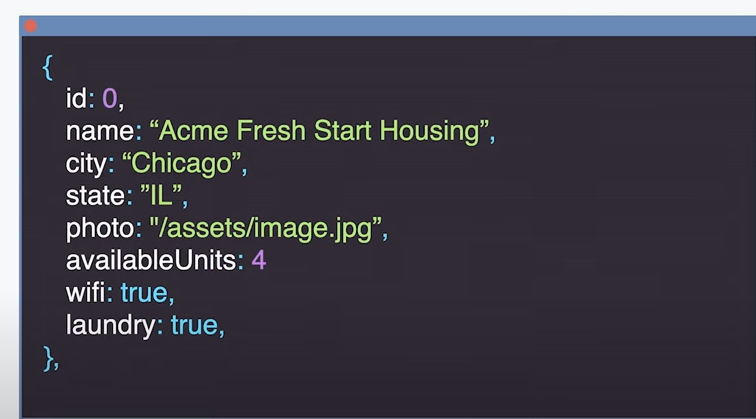 {
id: 0,
name: “Acme Fresh Start Housing”,
city: “Chicago”,
state: ”IL”,
photo: "/assets/image.jpg”,
availableUnits: 4
wifi: true,
laundry: true,
},